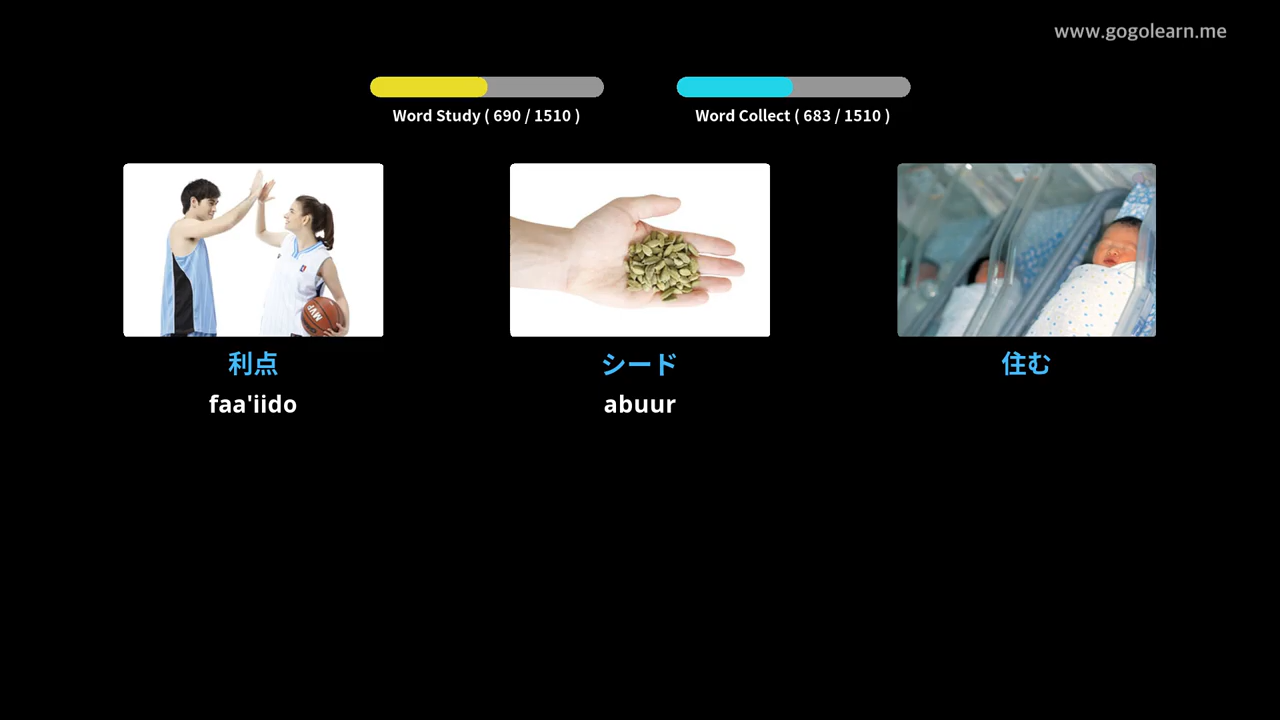 www.gogolearn.me
Word Study ( 690 / 1510 )
Word Collect ( 683 / 1510 )
MVP
利点
シード
住む
faa'iido
abuur